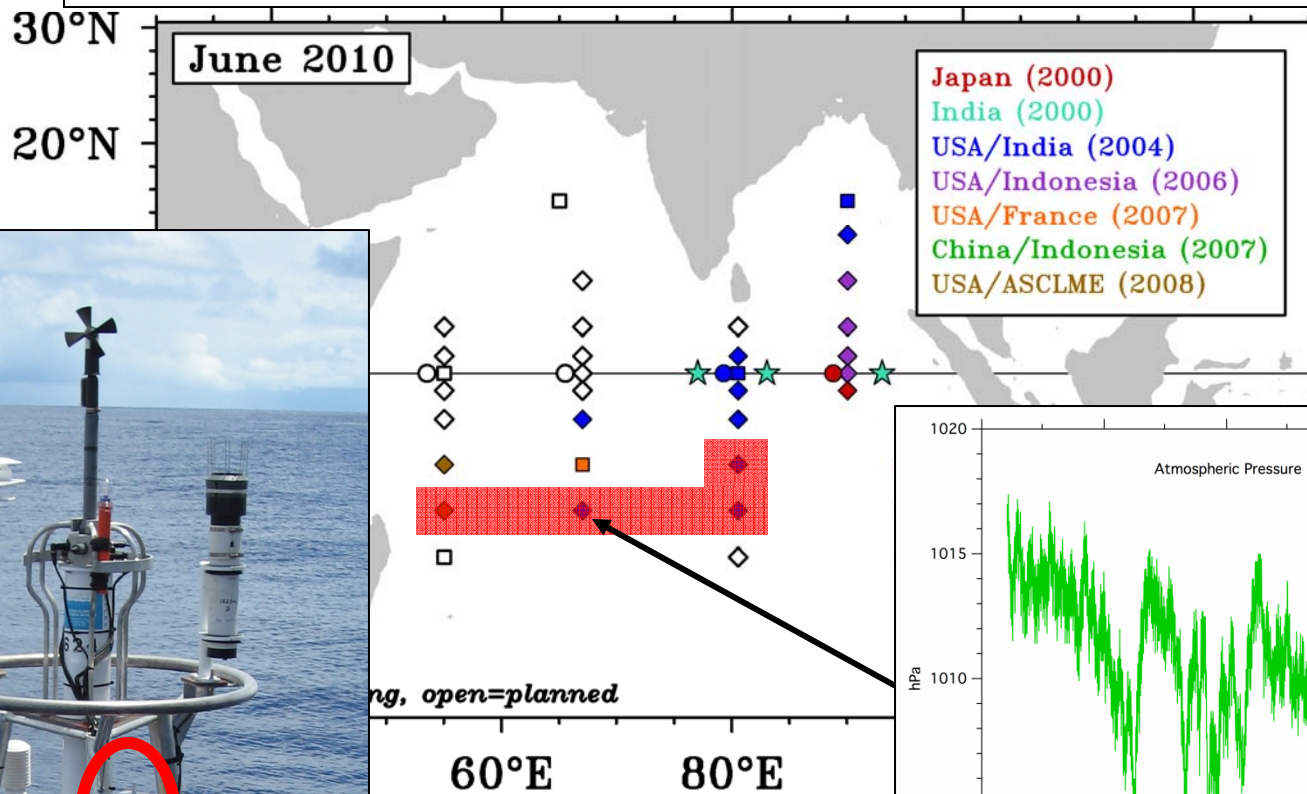 30°N
June 2010
Japan (2000)
India (2000)
20°N
USA/India (2004)
USA/Indonesia (2006)
USA/France (2007)
China/Indonesia (2007)
USA/ASCLME (2008)
1020
Atmospheric Pressure
1015
hPa
1010
open=planned
60°E
80°E